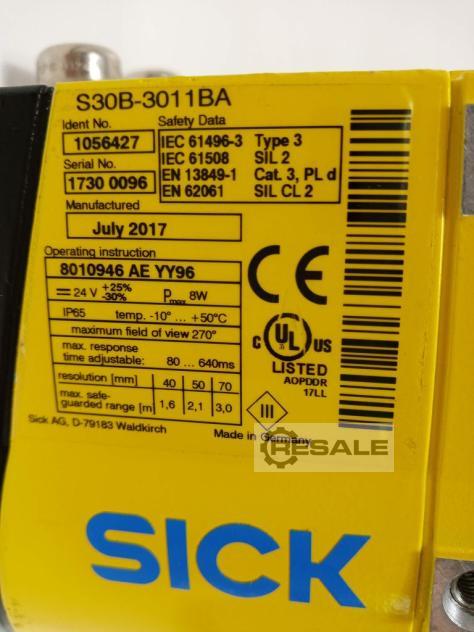 S30B-3011BA
Ident No. Safety Data
1056427 IEC 61496-3 Type 3
IEC 61508 SIL 2
Serial No. EN 13849-1 Cat. 3, PL d
1730 0096 EN 62061 SIL CL 2
Manufactured
July 2017
Operating instruction
8010946 AE YY96
24 V +25% -30% Pmax 8W
IP65 temp. -10° ... +50°C
maximum field of view 270°
max. response
time adjustable: 80 ... 640ms
resolution [mm] 40 50 70
max. safe-
guarded range [m] 1,6 2,1 3,0
Sick AG, D-79183 Waldkirch
CE
C UL US
LISTED
AOPDDR
17LL
III
Made in Germany
RESALE
SICK